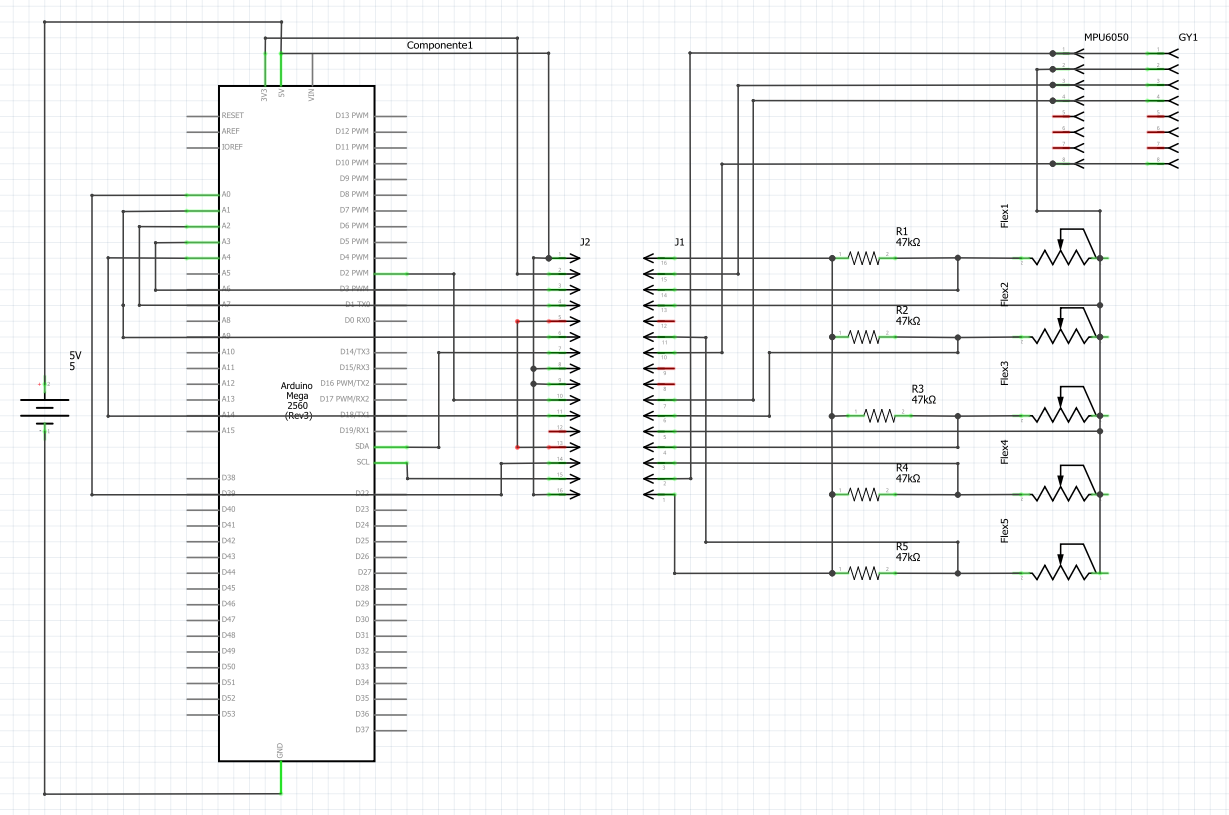 MPU6050
GY1
Componente1
3V3
5V
VIN
RESET
AREF
IOREF
A0
A1
A2
A3
A4
A5
A6
A7
A8
A9
A10
A11
A12
A13
A14
A15
D38
D39
D40
D41
D42
D43
D44
D45
D46
D47
D48
D49
D50
D51
D52
D53
D13 PWM
D12 PWM
D11 PWM
D10 PWM
D9 PWM
D8 PWM
D7 PWM
D6 PWM
D5 PWM
D4 PWM
D2 PWM
D3 PWM
D1 TX0
D0 RX0
D14/TX3
D15/RX3
D16 PWM/TX2
D17 PWM/RX2
D18/TX1
D19/RX1
SDA
SCL
D22
D23
D24
D25
D26
D27
D28
D29
D30
D31
D32
D33
D34
D35
D36
D37
Arduino
Mega
2560
(Rev3)
GND
5V
5
J2
J1
R1
47kΩ
R2
47kΩ
R3
47kΩ
R4
47kΩ
R5
47kΩ
Flex1
Flex2
Flex3
Flex4
Flex5